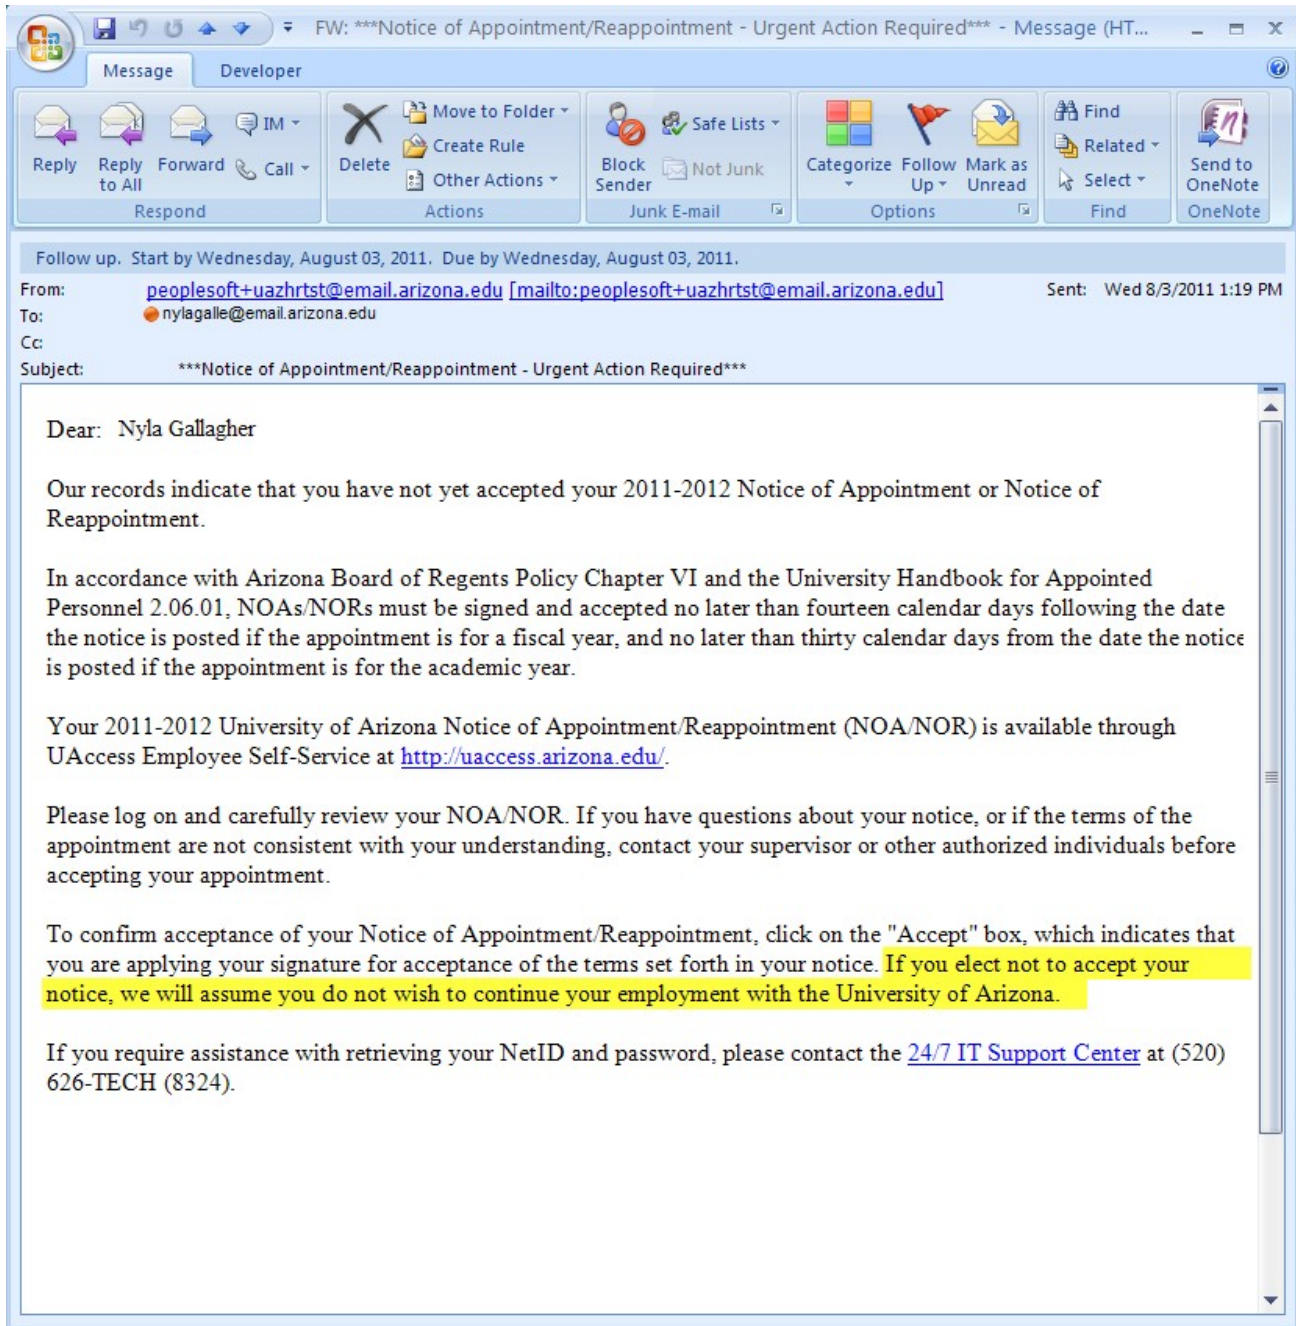 FW: ***Notice of Appointment/Reappointment - Urgent Action Required*** - Message (HT...
Message Developer
Reply
Reply to All
Forward
IM
Call
Respond
Delete
Move to Folder
Create Rule
Other Actions
Actions
Block Sender
Safe Lists
Not Junk
Junk E-mail
Categorize
Follow Up
Mark as Unread
Options
Find
Related
Select
Find
Send to OneNote
OneNote
Follow up. Start by Wednesday, August 03, 2011. Due by Wednesday, August 03, 2011.
From: peoplesoft+uazhrtst@email.arizona.edu [mailto:peoplesoft+uazhrtst@email.arizona.edu] Sent: Wed 8/3/2011 1:19 PM
To: nylagalle@email.arizona.edu
Cc:
Subject: ***Notice of Appointment/Reappointment - Urgent Action Required***
Dear: Nyla Gallagher
Our records indicate that you have not yet accepted your 2011-2012 Notice of Appointment or Notice of
Reappointment.
In accordance with Arizona Board of Regents Policy Chapter VI and the University Handbook for Appointed
Personnel 2.06.01, NOAs/NORs must be signed and accepted no later than fourteen calendar days following the date
the notice is posted if the appointment is for a fiscal year, and no later than thirty calendar days from the date the notice
is posted if the appointment is for the academic year.
Your 2011-2012 University of Arizona Notice of Appointment/Reappointment (NOA/NOR) is available through
UAccess Employee Self-Service at http://uaccess.arizona.edu/.
Please log on and carefully review your NOA/NOR. If you have questions about your notice, or if the terms of the
appointment are not consistent with your understanding, contact your supervisor or other authorized individuals before
accepting your appointment.
To confirm acceptance of your Notice of Appointment/Reappointment, click on the "Accept" box, which indicates that
you are applying your signature for acceptance of the terms set forth in your notice. If you elect not to accept your
notice, we will assume you do not wish to continue your employment with the University of Arizona.
If you require assistance with retrieving your NetID and password, please contact the 24/7 IT Support Center at (520)
626-TECH (8324).